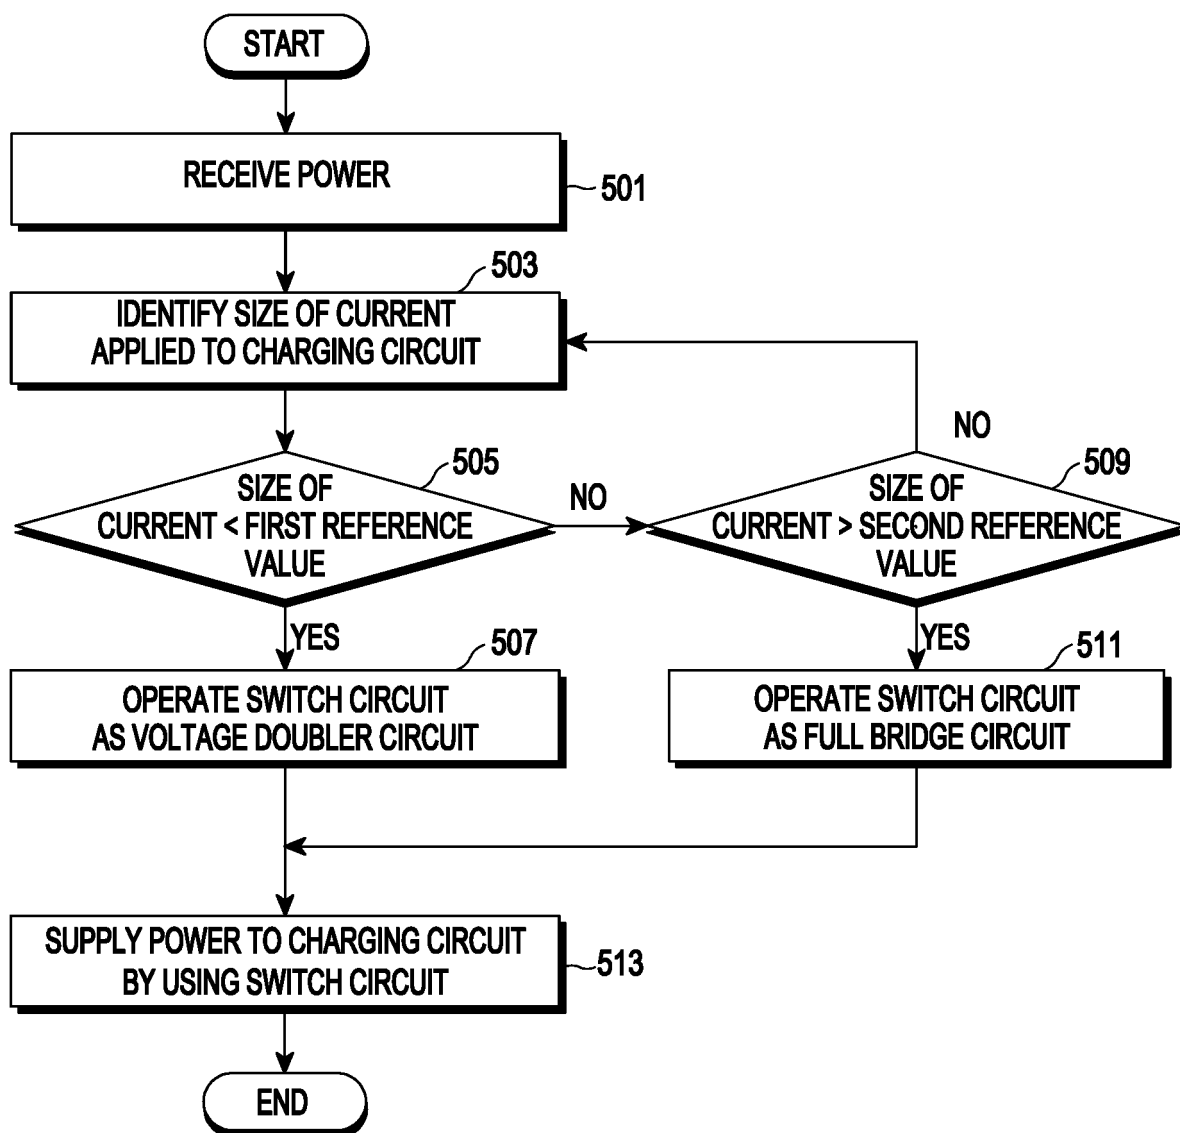 START
RECEIVE POWER
501
503
IDENTIFY SIZE OF CURRENT
APPLIED TO CHARGING CIRCUIT
505
SIZE OF
CURRENT < FIRST REFERENCE
VALUE
NO
NO
509
SIZE OF
CURRENT > SECOND REFERENCE
VALUE
YES
507
OPERATE SWITCH CIRCUIT
AS VOLTAGE DOUBLER CIRCUIT
YES
511
OPERATE SWITCH CIRCUIT
AS FULL BRIDGE CIRCUIT
SUPPLY POWER TO CHARGING CIRCUIT
BY USING SWITCH CIRCUIT
513
END